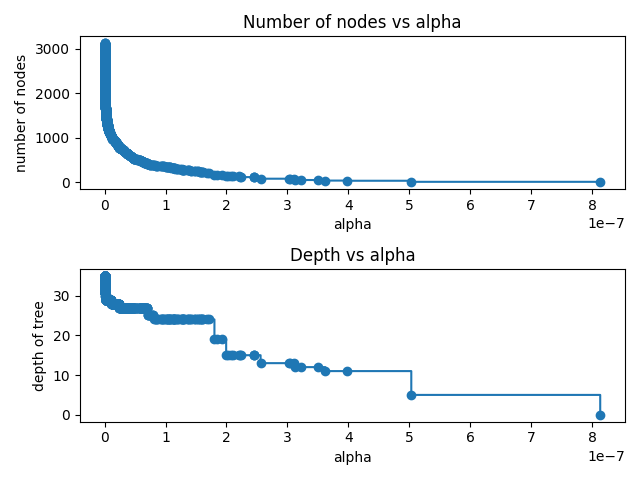 Number of nodes vs alpha
number of nodes
3000
2000
1000
0
0 1 2 3 4 5 6 7 8
1e−7
alpha
Depth vs alpha
depth of tree
30
20
10
0
0 1 2 3 4 5 6 7 8
1e−7
alpha